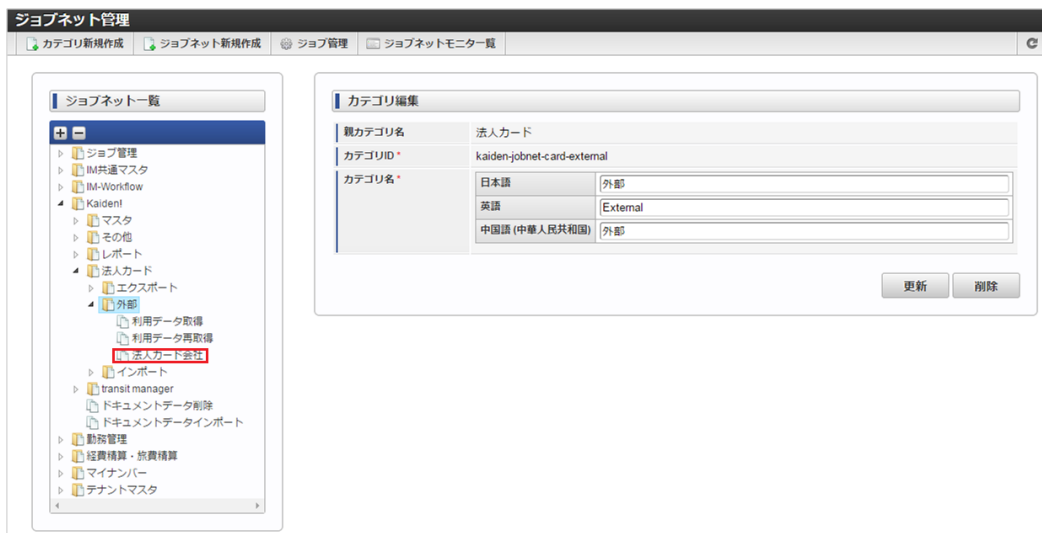 ジョブネット管理
カテゴリ新規作成 ジョブネット新規作成 ジョブ管理 ジョブネットモニタ一覧
ジョブネット一覧
ジョブ管理
IM共通マスタ
IM-Workflow
Kaiden!
マスタ
その他
レポート
法人カード
エクスポート
外部
利用データ取得
利用データ再取得
法人カード会社
インポート
transit manager
ドキュメントデータ削除
ドキュメントデータインポート
勤務管理
経費精算・旅費精算
マイナンバー
テナントマスタ
カテゴリ編集
親カテゴリ名 法人カード
カテゴリID * kaiden-jobnet-card-external
カテゴリ名 *
日本語 外部
英語 External
中国語 (中華人民共和国) 外部
更新 削除